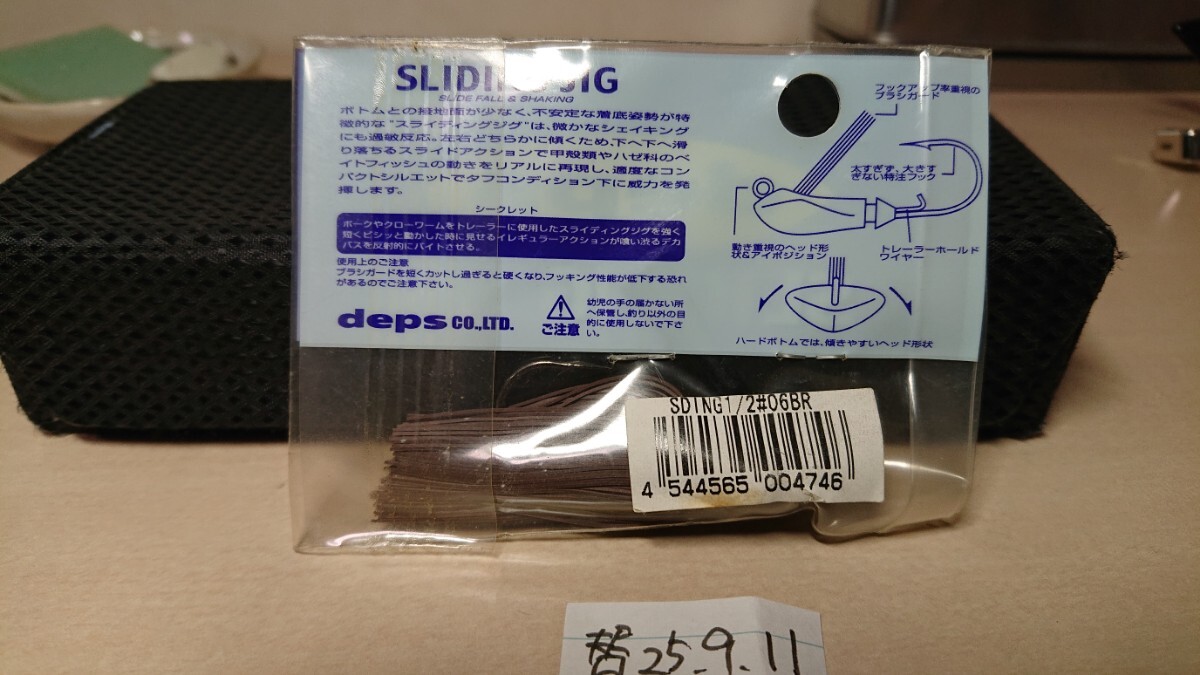 SLIDING JIG
SLIDE FALL & SHAKING
ボトムとの接地面が少なく、不安定な着底姿勢が特
徴的な"スライディングジグ"は、微かなシェイキング
にも過敏反応。左右どちらかに傾くため、下へ下へ滑
り落ちるスライドアクションで甲殻類やハゼ科のベ
イトフィッシュの動きをリアルに再現し、適度なコン
パクトシルエットでタフコンディション下に威力を発
揮します。
シークレット
ポークやクローワームをトレーラーに使用したスライディングジグを強く
短くビシッと動かした時に見せるイレギュラーアクションが喰い渋るデカ
バスを反射的にバイトさせる。
使用上のご注意
ブラシガードを短くカットし過ぎると硬くなり、フッキング性能が低下する恐れ
があるのでご注意下さい。
deps CO.,LTD.
ご注意
幼児の手の届かない所
へ保管し、釣り以外の目
的に使用しないで下さ
い。
フックアップ率重視の
ブラシガード
太すぎず、大きす
ぎない特注フック
動き重視のヘッド形
状&アイポジション
トレーラーホールド
ワイヤー
ハードボトムでは、傾きやすいヘッド形状
SDING1/2#06BR
4 544565 004746
25.9.11